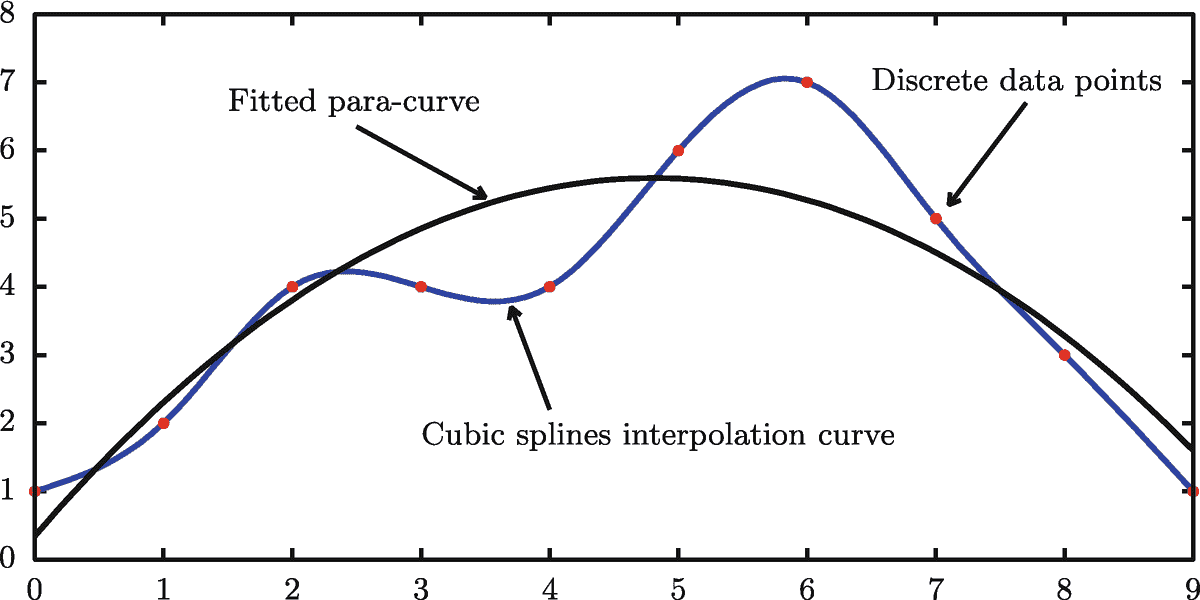 8
7
6
5
4
3
2
1
0
Fitted para-curve
Discrete data points
Cubic splines interpolation curve
0 1 2 3 4 5 6 7 8 9